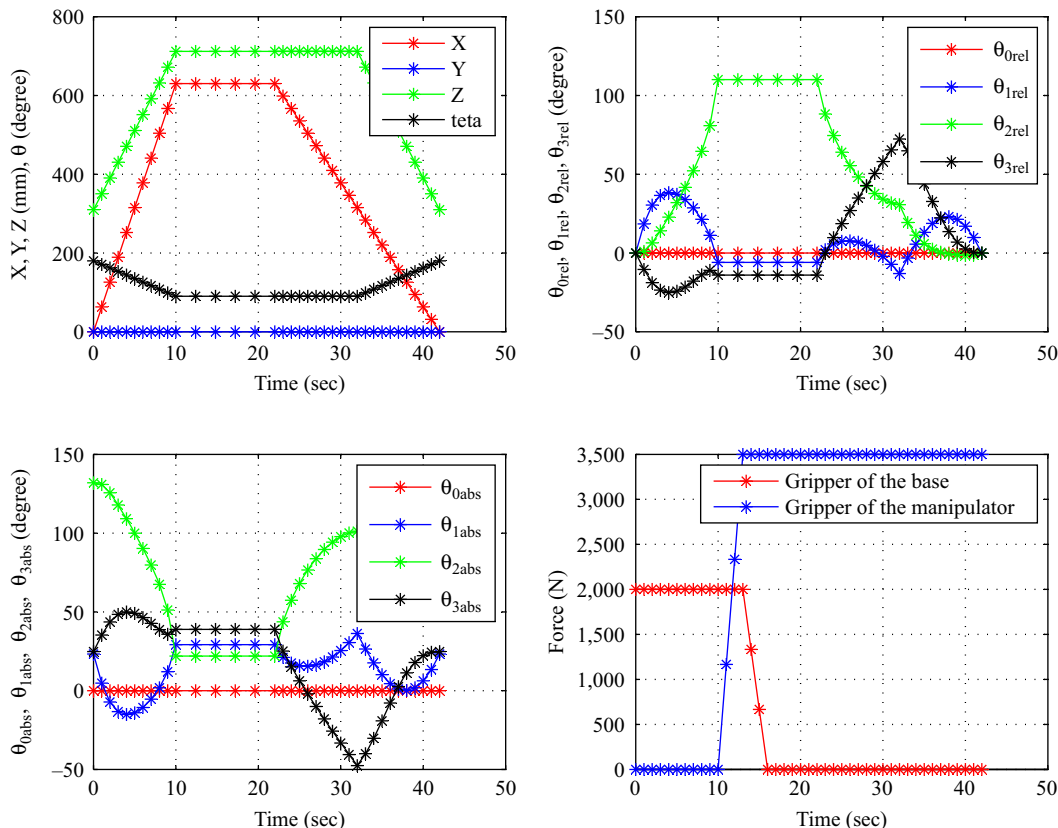 X, Y, Z (mm), θ (degree)
800
600
400
200
0
0
10
20
30
40
50
Time (sec)
X
Y
Z
teta
θ0rel, θ1rel, θ2rel, θ3rel (degree)
150
100
50
0
–50
0
10
20
30
40
50
Time (sec)
θ0rel
θ1rel
θ2rel
θ3rel
θ0abs, θ1abs, θ2abs, θ3abs (degree)
150
100
50
0
–50
0
10
20
30
40
50
Time (sec)
θ0abs
θ1abs
θ2abs
θ3abs
Force (N)
3,500
3,000
2,500
2,000
1,500
1,000
500
0
0
10
20
30
40
50
Time (sec)
Gripper of the base
Gripper of the manipulator